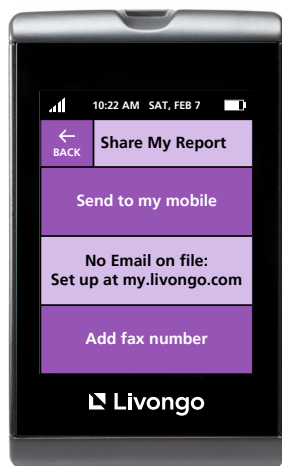 10:22 AM SAT, FEB 7
BACK
Share My Report
Send to my mobile
No Email on file:
Set up at my.livongo.com
Add fax number
Livongo